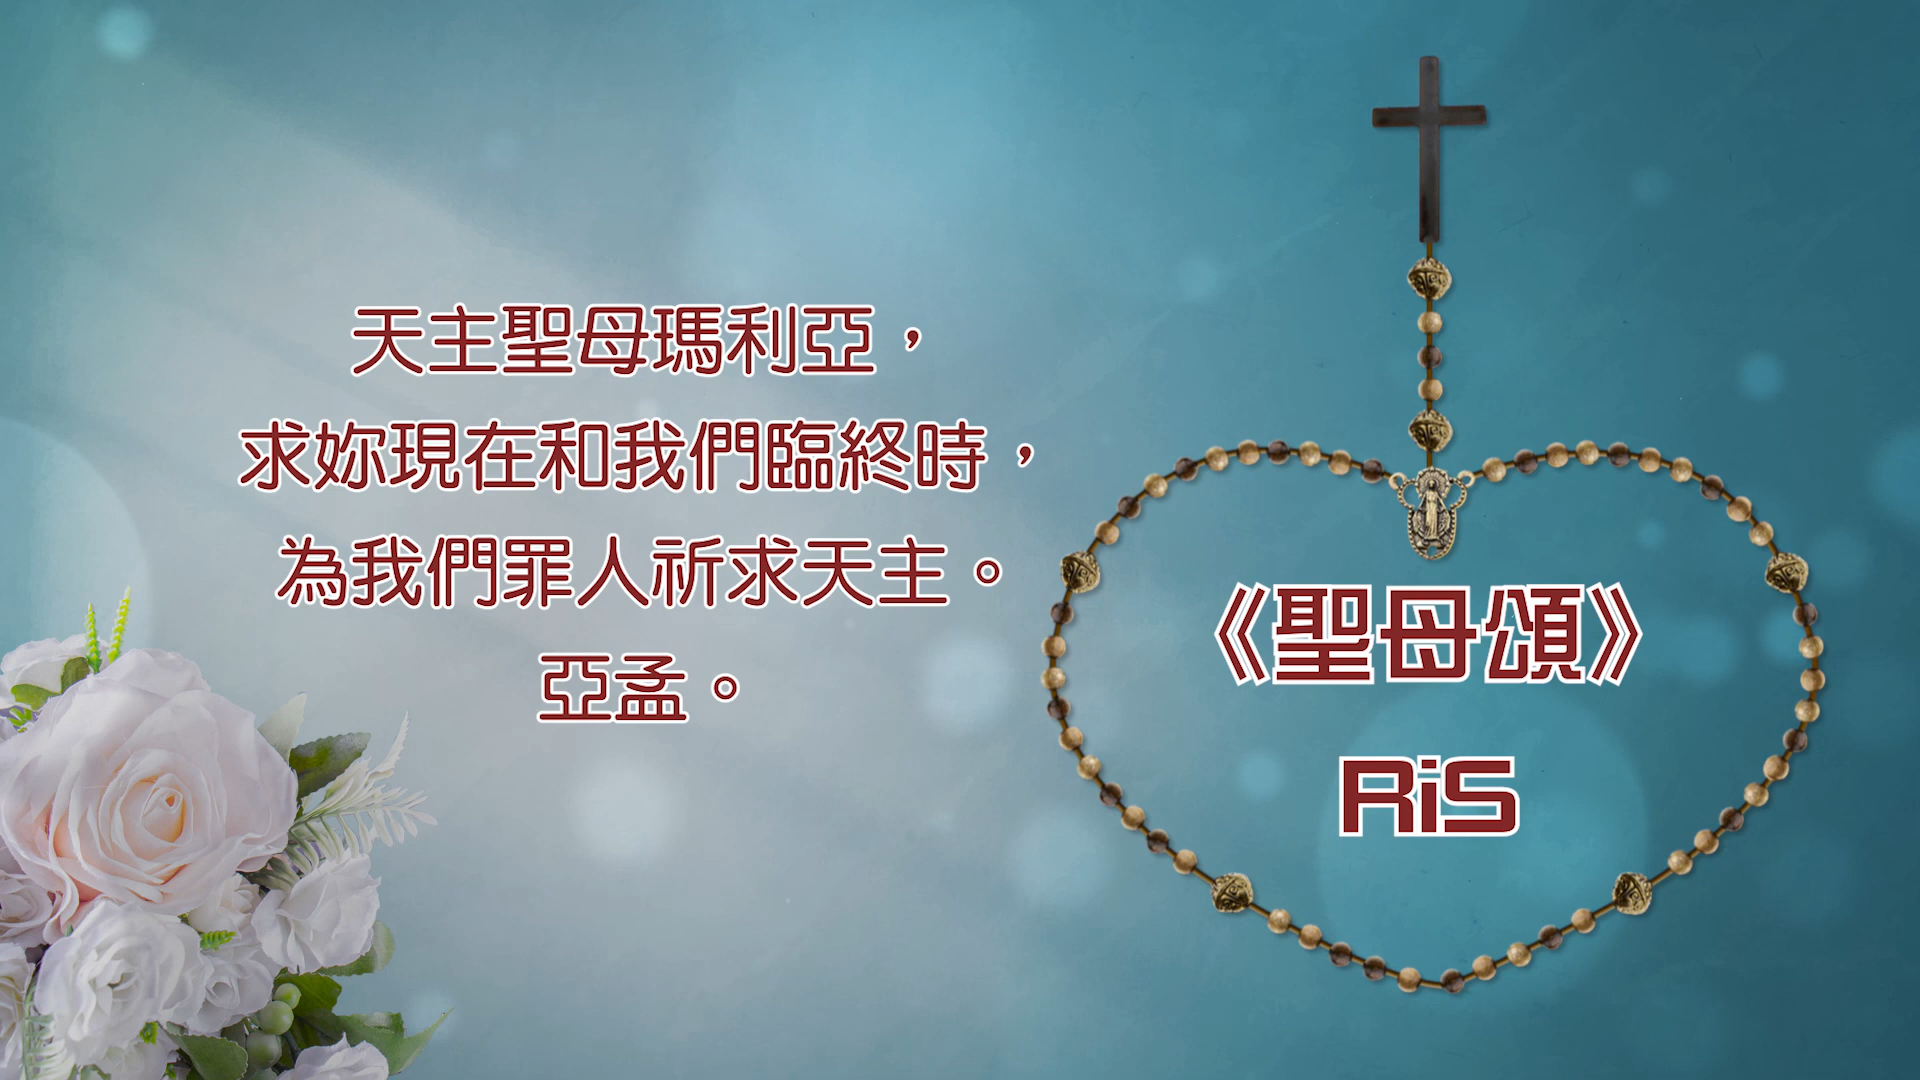 天主聖母瑪利亞，
求妳現在和我們臨終時，
為我們罪人祈求天主。
亞孟。
《聖母頌》
RiS